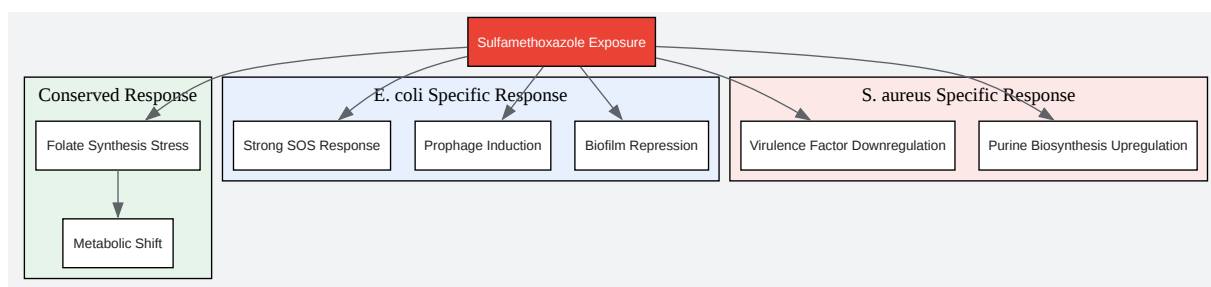 Sulfamethoxazole Exposure
Conserved Response
E. coli Specific Response
S. aureus Specific Response
Folate Synthesis Stress
Strong SOS Response
Prophage Induction
Biofilm Repression
Virulence Factor Downregulation
Purine Biosynthesis Upregulation
Metabolic Shift